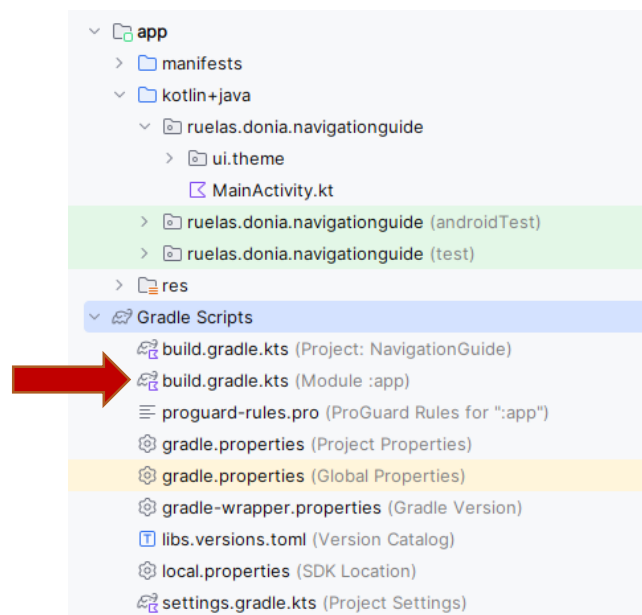 app
manifests
kotlin+java
ruelas.donia.navigationguide
ui.theme
MainActivity.kt
ruelas.donia.navigationguide (androidTest)
ruelas.donia.navigationguide (test)
res
Gradle Scripts
build.gradle.kts (Project: NavigationGuide)
build.gradle.kts (Module :app)
proguard-rules.pro (ProGuard Rules for ":app")
gradle.properties (Project Properties)
gradle.properties (Global Properties)
gradle-wrapper.properties (Gradle Version)
libs.versions.toml (Version Catalog)
local.properties (SDK Location)
settings.gradle.kts (Project Settings)